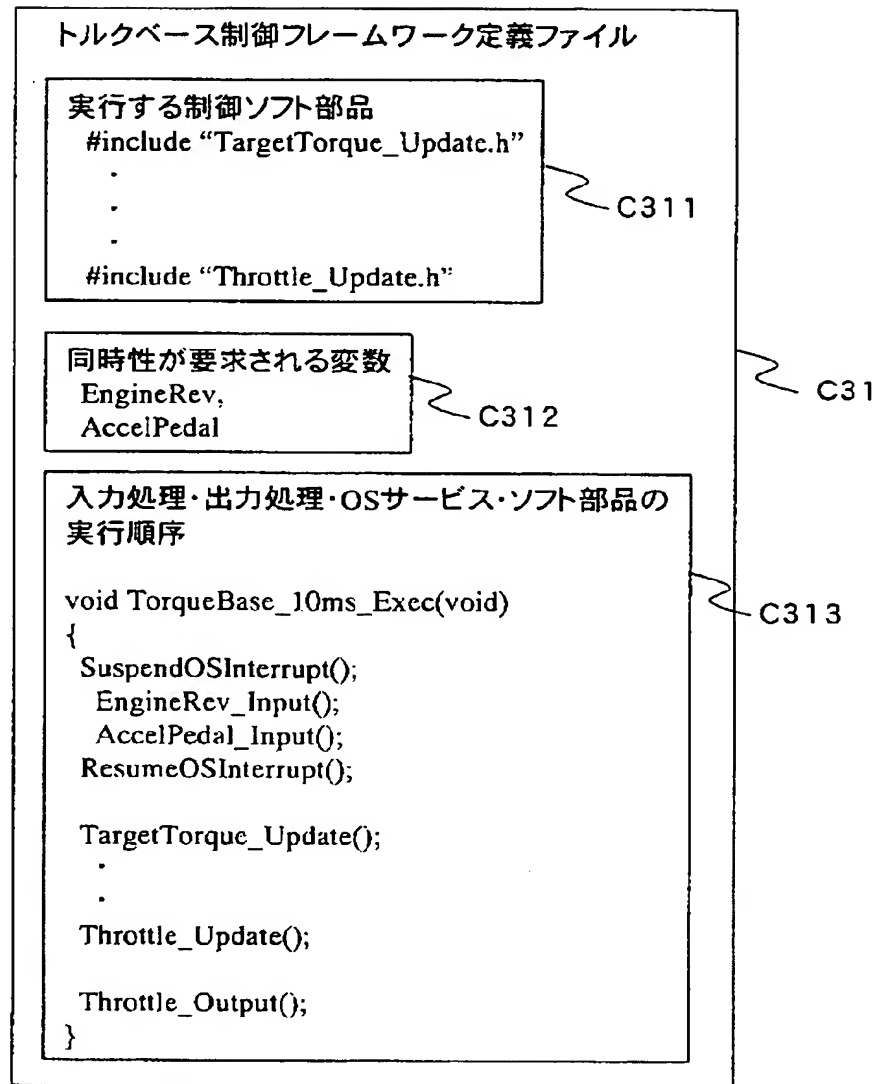 トルクベース制御フレームワーク定義ファイル
実行する制御ソフト部品
#include “TargetTorque_Update.h”
・
・
・
#include “Throttle_Update.h”
C311
同時性が要求される変数
EngineRev,
AccelPedal
C312
C31
入力処理・出力処理・OSサービス・ソフト部品の
実行順序
void TorqueBase_10ms_Exec(void)
{
SuspendOSInterrupt();
EngineRev_Input();
AccelPedal_Input();
ResumeOSInterrupt();
TargetTorque_Update();
・
・
Throttle_Update();
Throttle_Output();
}
C313